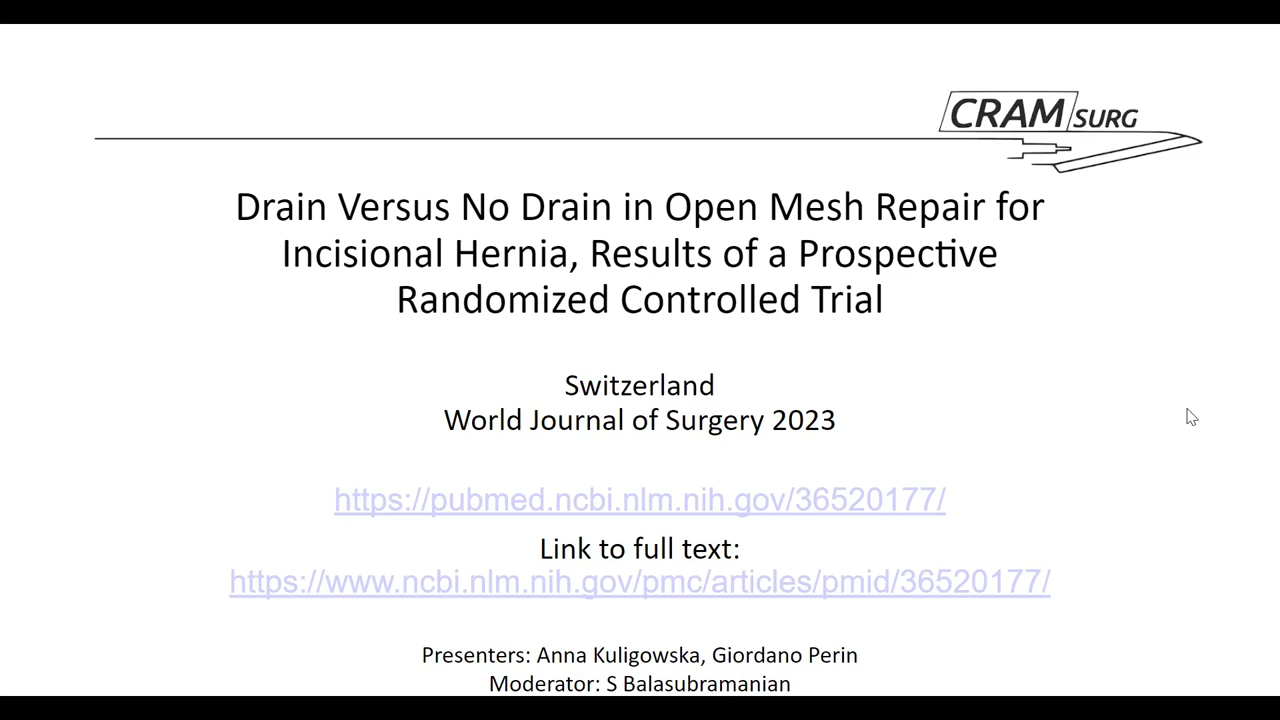 CRAM SURG
Drain Versus No Drain in Open Mesh Repair for
Incisional Hernia, Results of a Prospective
Randomized Controlled Trial
Switzerland
World Journal of Surgery 2023
https://pubmed.ncbi.nlm.nih.gov/36520177/
Link to full text:
https://www.ncbi.nlm.nih.gov/pmc/articles/pmid/36520177/
Presenters: Anna Kuligowska, Giordano Perin
Moderator: S Balasubramanian